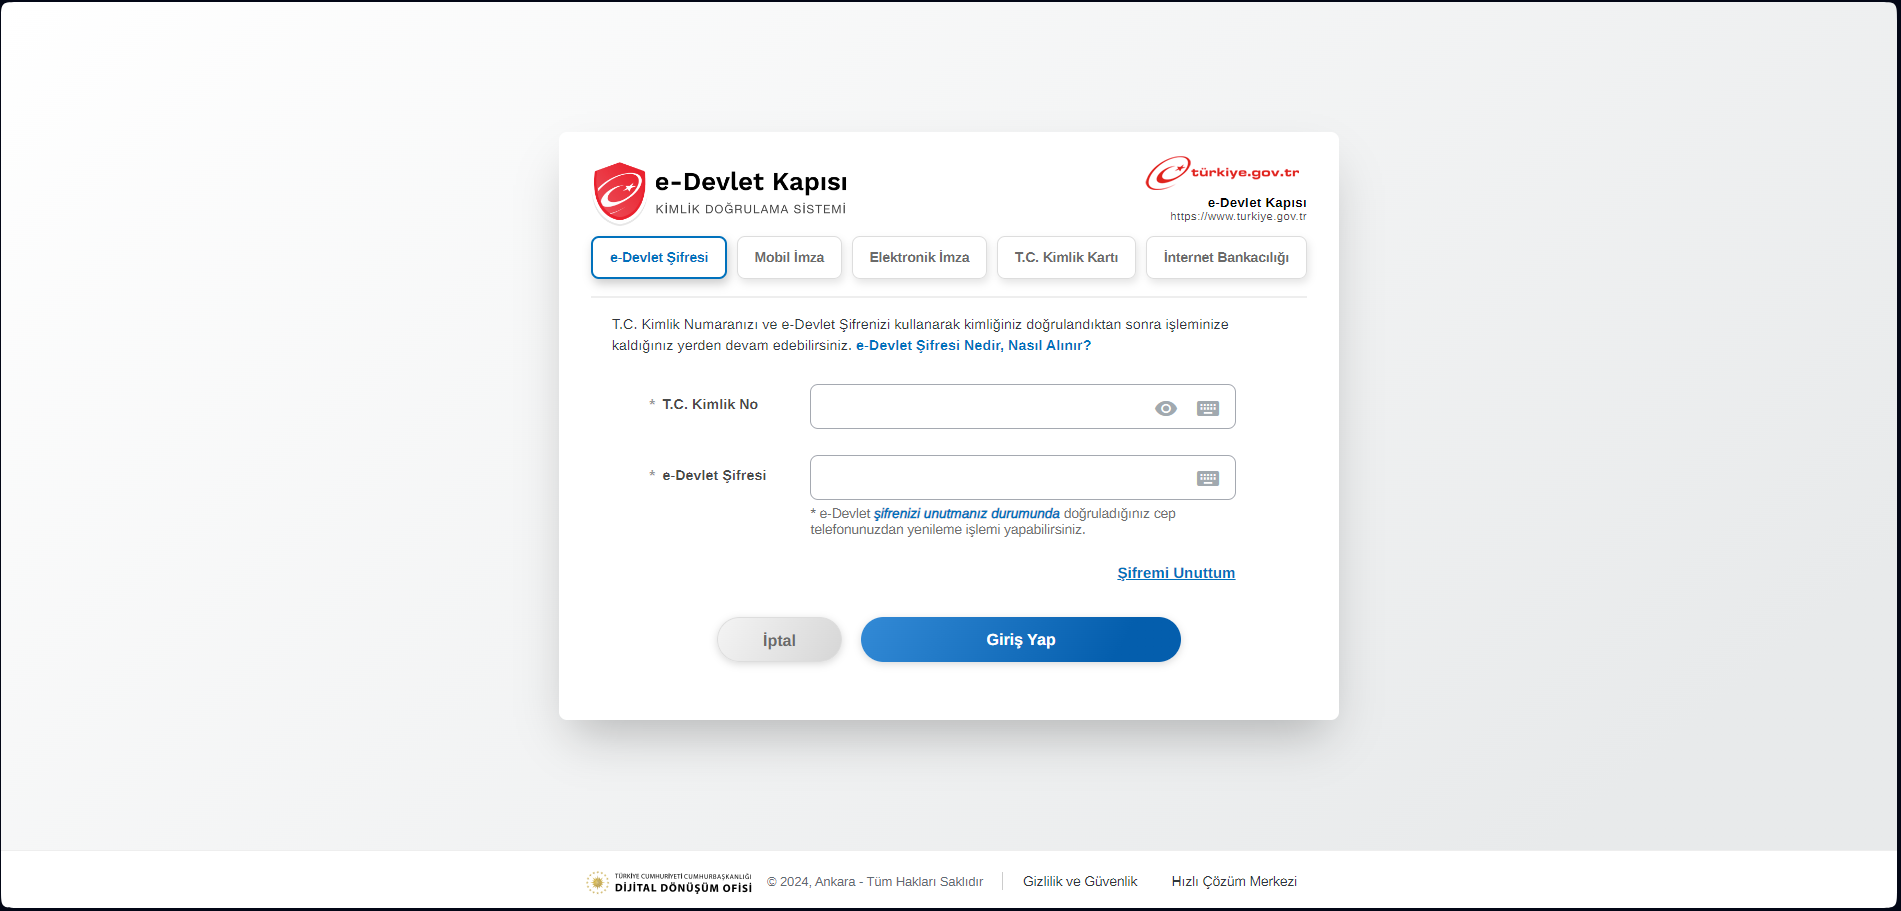 e-Devlet Kapısı
KİMLİK DOĞRULAMA SİSTEMİ
türkiye.gov.tr
e-Devlet Kapısı
https://www.turkiye.gov.tr
e-Devlet Şifresi
Mobil İmza
Elektronik İmza
T.C. Kimlik Kartı
İnternet Bankacılığı
T.C. Kimlik Numaranızı ve e-Devlet Şifrenizi kullanarak kimliğiniz doğrulandıktan sonra işleminize
kaldığınız yerden devam edebilirsiniz. e-Devlet Şifresi Nedir, Nasıl Alınır?
* T.C. Kimlik No
* e-Devlet Şifresi
* e-Devlet şifrenizi unutmanız durumunda doğruladığınız cep
telefonunuzdan yenileme işlemi yapabilirsiniz.
Şifremi Unuttum
İptal
Giriş Yap
TÜRKİYE CUMHURİYETİ CUMHURBAŞKANLIĞI
DİJİTAL DÖNÜŞÜM OFİSİ
© 2024, Ankara - Tüm Hakları Saklıdır
Gizlilik ve Güvenlik
Hızlı Çözüm Merkezi